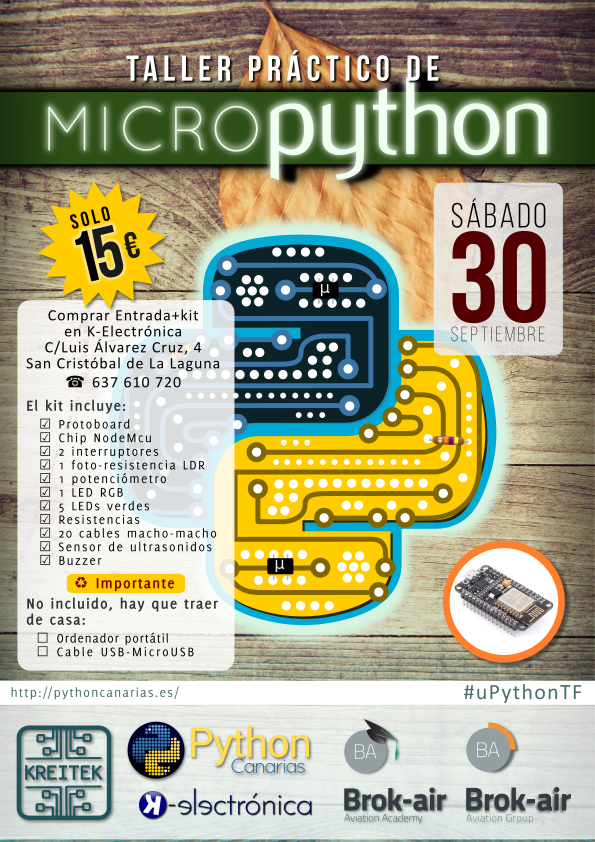 TALLER PRÁCTICO DE
MICROpython
SOLO
15€
SÁBADO
30
SEPTIEMBRE
Comprar Entrada+kit
en K-Electrónica
C/Luis Álvarez Cruz, 4
San Cristóbal de La Laguna
☎ 637 610 720
El kit incluye:
☑ Protoboard
☑ Chip NodeMcu
☑ 2 interruptores
☑ 1 foto-resistencia LDR
☑ 1 potenciómetro
☑ 1 LED RGB
☑ 5 LEDs verdes
☑ Resistencias
☑ 20 cables macho-macho
☑ Sensor de ultrasonidos
☑ Buzzer
♻ Importante
No incluido, hay que traer
de casa:
☐ Ordenador portátil
☐ Cable USB-MicroUSB
µ
µ
http://pythoncanarias.es/
#uPythonTF
KREITEK
Python
Canarias
K-electrónica
BA
Brok-air
Aviation Academy
BA
Brok-air
Aviation Group